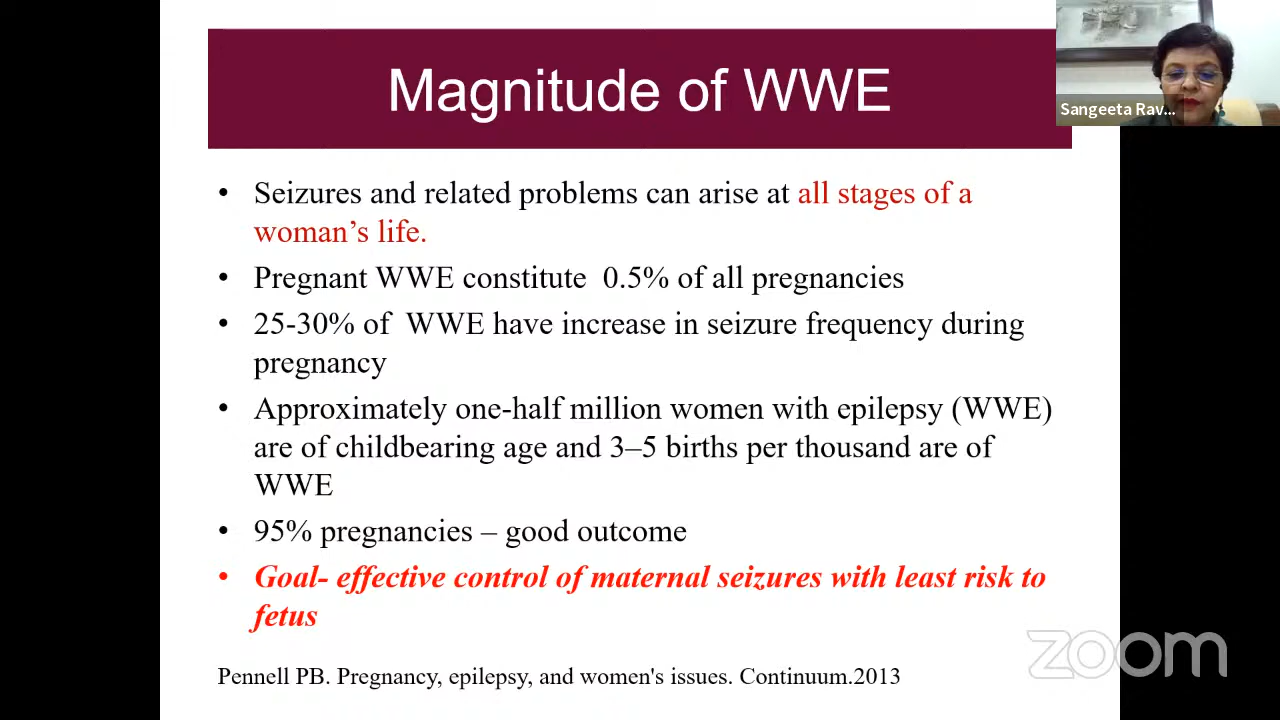 Magnitude of WWE
Sangeeta Rav...
• Seizures and related problems can arise at all stages of a
woman’s life.
• Pregnant WWE constitute 0.5% of all pregnancies
• 25-30% of WWE have increase in seizure frequency during
pregnancy
• Approximately one-half million women with epilepsy (WWE)
are of childbearing age and 3–5 births per thousand are of
WWE
• 95% pregnancies – good outcome
• Goal- effective control of maternal seizures with least risk to
fetus
zoom
Pennell PB. Pregnancy, epilepsy, and women's issues. Continuum.2013